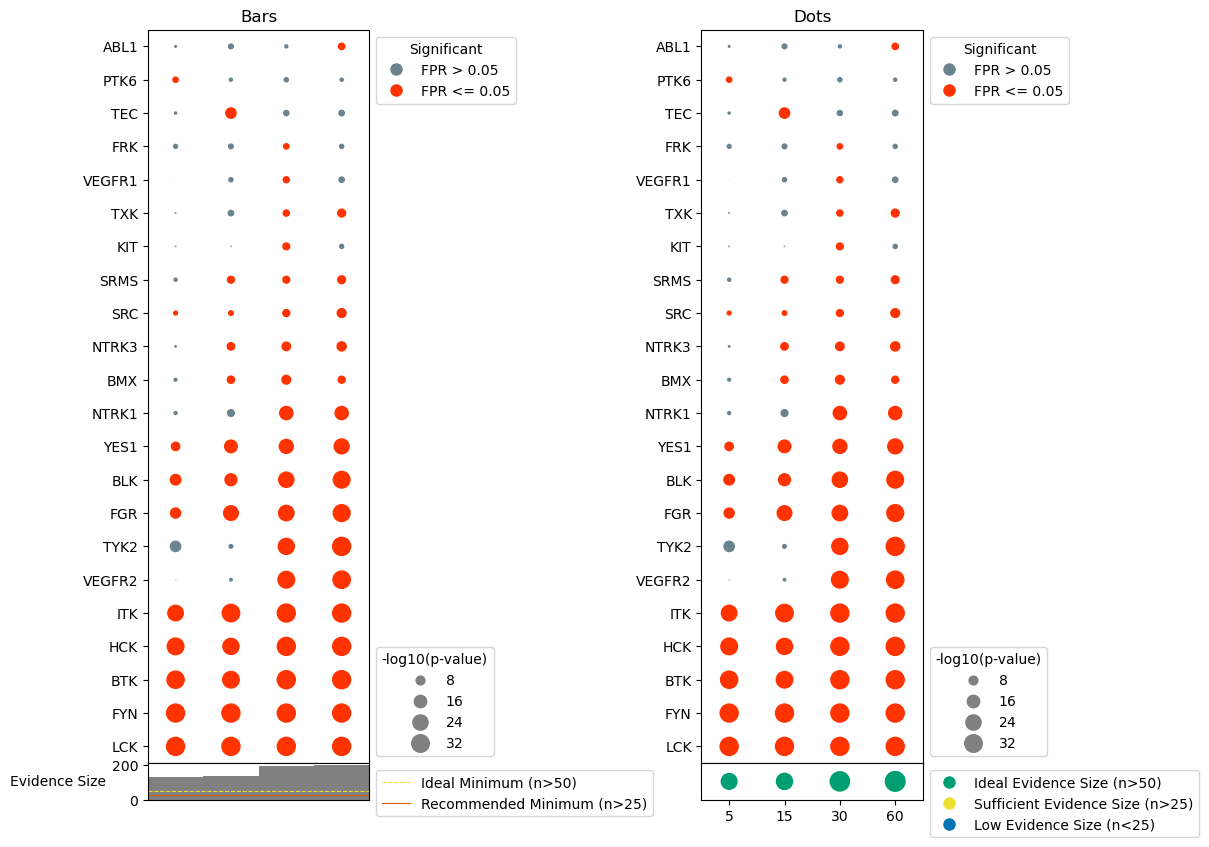 Bars
ABL1
PTK6
TEC
FRK
VEGFR1
TXK
KIT
SRMS
SRC
NTRK3
BMX
NTRK1
YES1
BLK
FGR
TYK2
VEGFR2
ITK
HCK
BTK
FYN
LCK
200
Evidence Size
0
Significant
FPR > 0.05
FPR <= 0.05
-log10(p-value)
8
16
24
32
Ideal Minimum (n>50)
Recommended Minimum (n>25)
Dots
ABL1
PTK6
TEC
FRK
VEGFR1
TXK
KIT
SRMS
SRC
NTRK3
BMX
NTRK1
YES1
BLK
FGR
TYK2
VEGFR2
ITK
HCK
BTK
FYN
LCK
5 15 30 60
Significant
FPR > 0.05
FPR <= 0.05
-log10(p-value)
8
16
24
32
Ideal Evidence Size (n>50)
Sufficient Evidence Size (n>25)
Low Evidence Size (n<25)